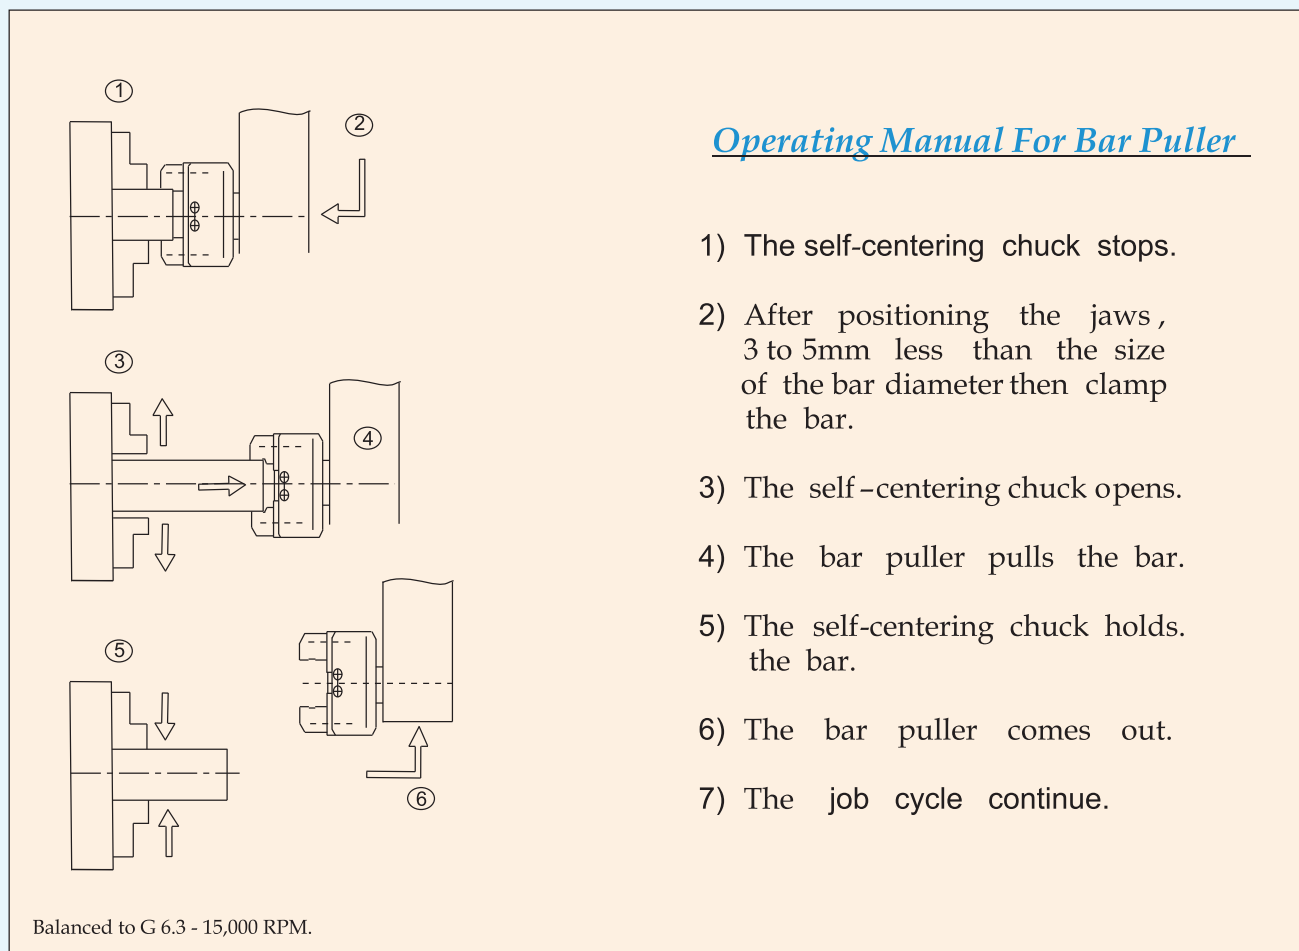 1
2
3
4
5
6
Operating Manual For Bar Puller
1) The self-centering chuck stops.
2) After positioning the jaws ,
3 to 5mm less than the size
of the bar diameter then clamp
the bar.
3) The self–centering chuck opens.
4) The bar puller pulls the bar.
5) The self-centering chuck holds.
the bar.
6) The bar puller comes out.
7) The job cycle continue.
Balanced to G 6.3 - 15,000 RPM.